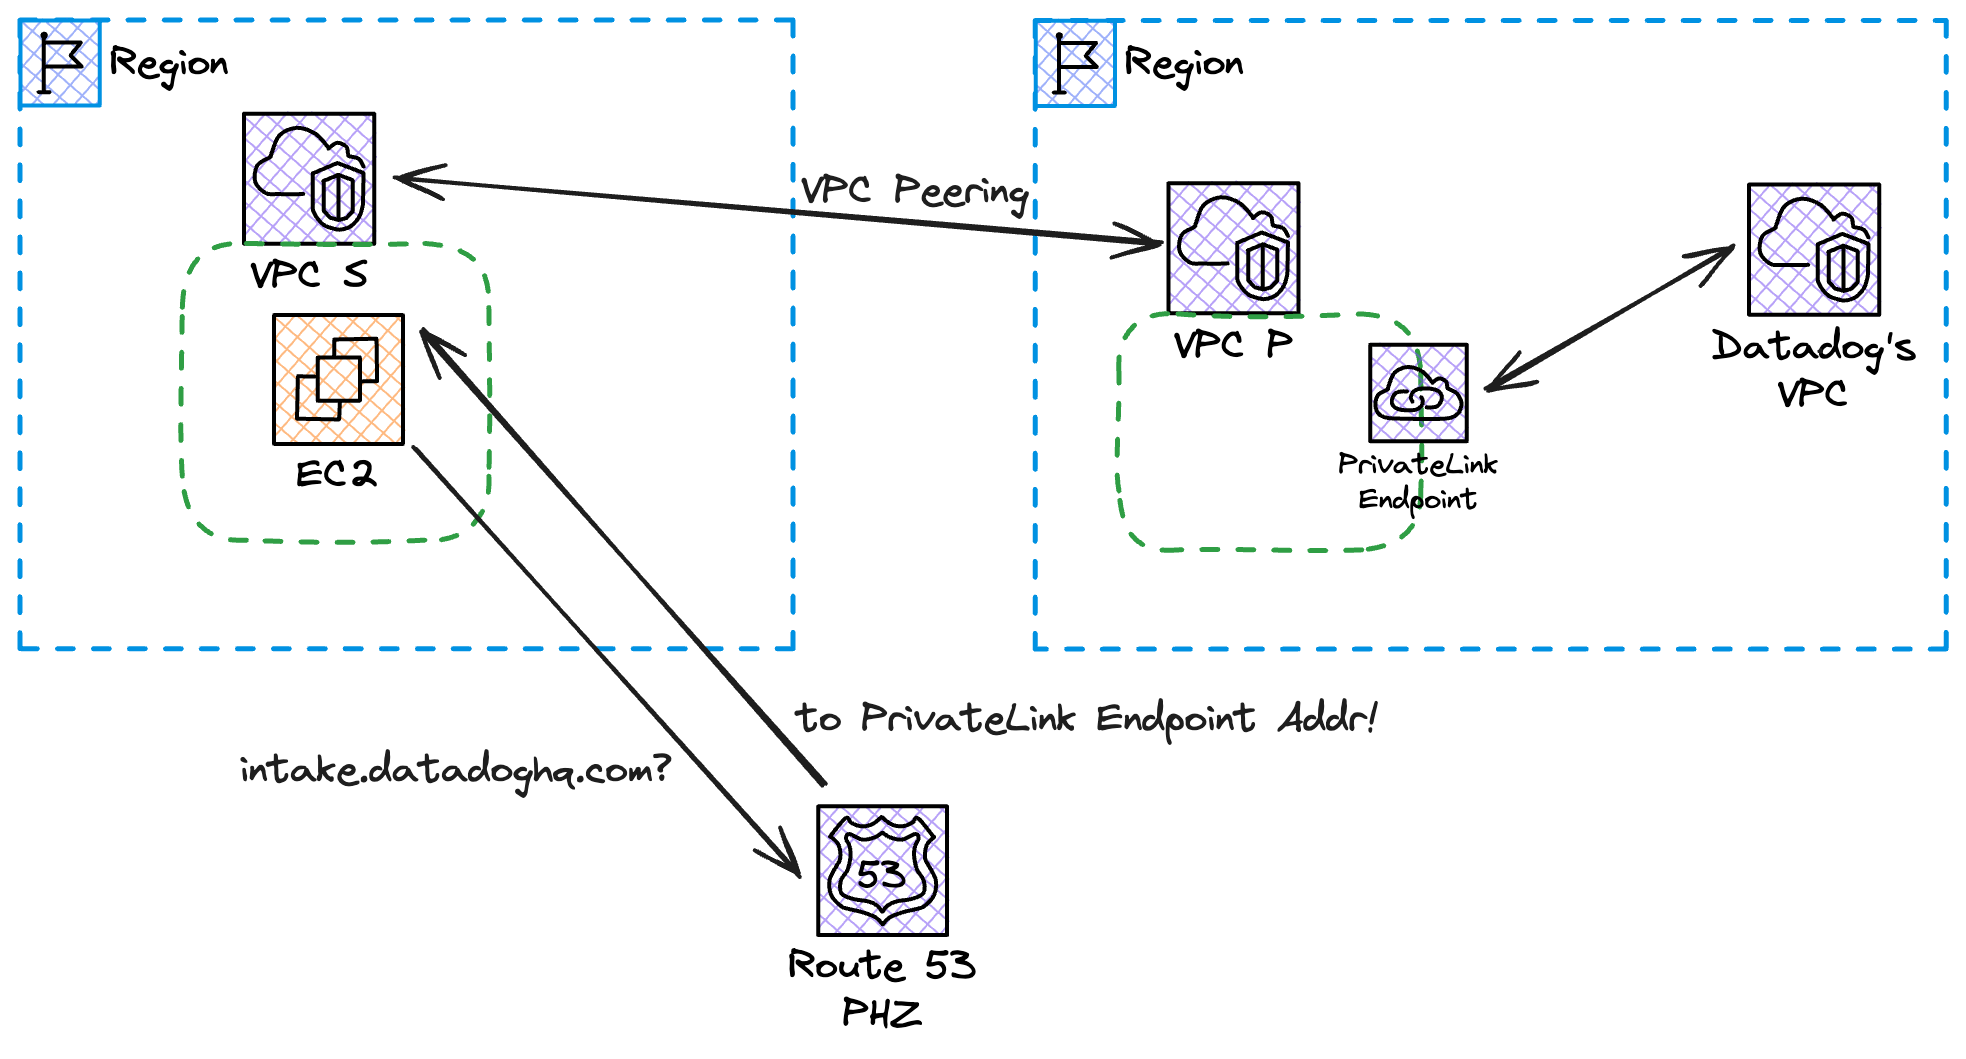 Region
Region
VPC S
VPC Peering
VPC P
Datadog's
VPC
EC2
PrivateLink
Endpoint
to PrivateLink Endpoint Addr!
intake.datadoghq.com?
53
Route 53
PHZ